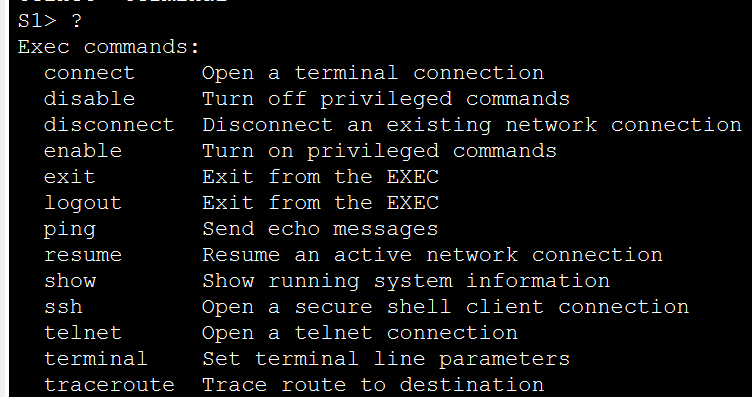 S1> ?
Exec commands:
  connect     Open a terminal connection
  disable     Turn off privileged commands
  disconnect  Disconnect an existing network connection
  enable      Turn on privileged commands
  exit        Exit from the EXEC
  logout      Exit from the EXEC
  ping        Send echo messages
  resume      Resume an active network connection
  show        Show running system information
  ssh         Open a secure shell client connection
  telnet      Open a telnet connection
  terminal    Set terminal line parameters
  traceroute  Trace route to destination